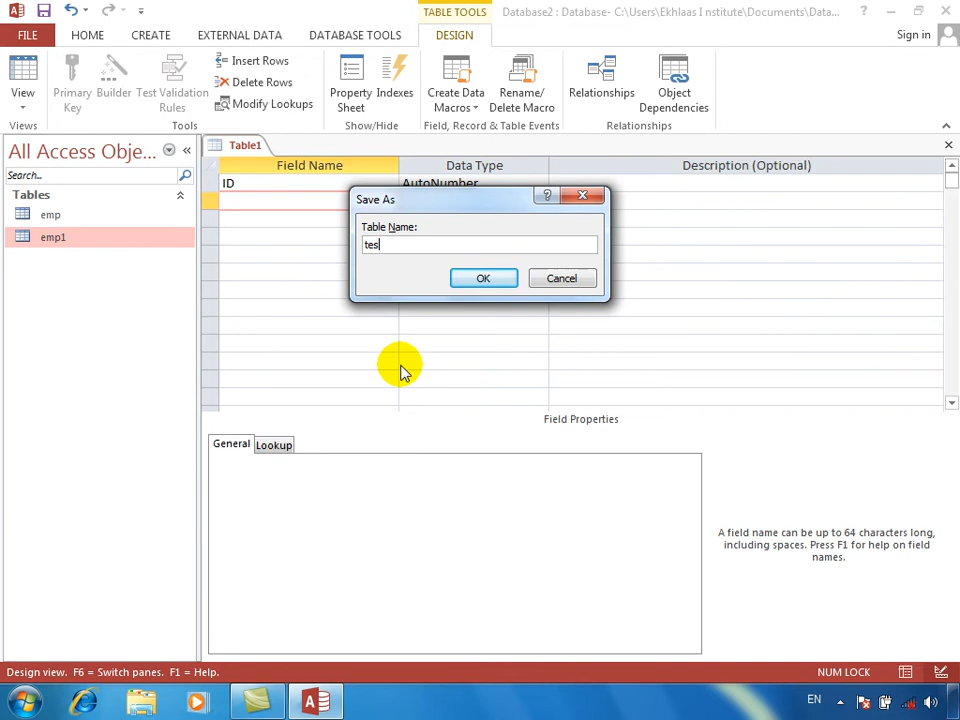 TABLE TOOLS
Database2 : Database- C:\Users\Ekhlaas I nstitute\Documents\Data...
FILE HOME CREATE EXTERNAL DATA DATABASE TOOLS DESIGN Sign in
View
Primary Key
Builder
Test Validation Rules
Insert Rows
Delete Rows
Modify Lookups
Property Sheet
Indexes
Create Data Macros
Rename/ Delete Macro
Relationships
Object Dependencies
Views Tools Show/Hide Field, Record & Table Events Relationships
All Access Obje...
Search...
Tables
emp
emp1
Table1
Field Name Data Type Description (Optional)
ID AutoNumber
Save As
Table Name:
tes
OK Cancel
Field Properties
General Lookup
A field name can be up to 64 characters long,
including spaces. Press F1 for help on field
names.
Design view. F6 = Switch panes. F1 = Help. NUM LOCK
EN